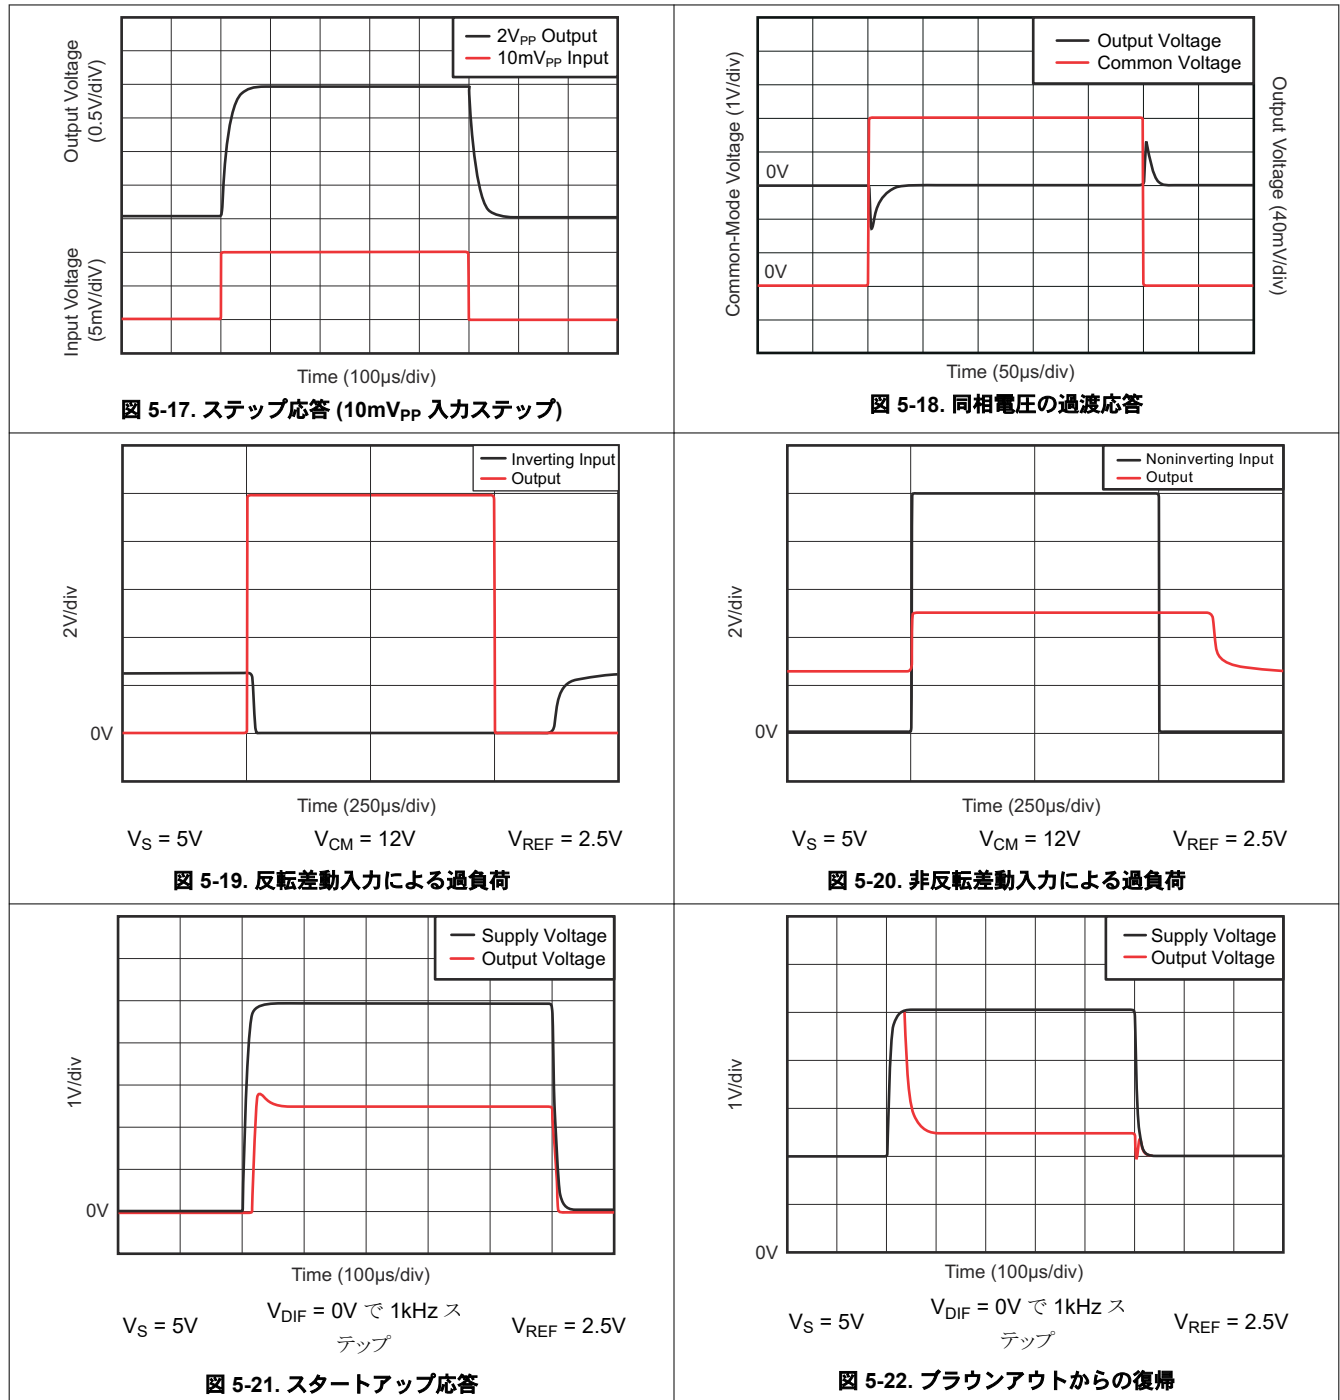 2VPP Output
10mVPP Input
Output Voltage
(0.5V/diV)
Input Voltage
(5mV/diV)
Time (100µs/div)
図 5-17. ステップ応答 (10mVPP 入力ステップ)
Output Voltage
Common Voltage
Common-Mode Voltage (1V/div)
Output Voltage (40mV/div)
0V
0V
Time (50µs/div)
図 5-18. 同相電圧の過渡応答
Inverting Input
Output
2V/div
0V
Time (250µs/div)
VS = 5V VCM = 12V VREF = 2.5V
図 5-19. 反転差動入力による過負荷
Noninverting Input
Output
2V/div
0V
Time (250µs/div)
VS = 5V VCM = 12V VREF = 2.5V
図 5-20. 非反転差動入力による過負荷
Supply Voltage
Output Voltage
1V/div
0V
Time (100µs/div)
VS = 5V VDIF = 0V で 1kHz ス VREF = 2.5V
テップ
図 5-21. スタートアップ応答
Supply Voltage
Output Voltage
1V/div
0V
Time (100µs/div)
VS = 5V VDIF = 0V で 1kHz ス VREF = 2.5V
テップ
図 5-22. ブラウンアウトからの復帰